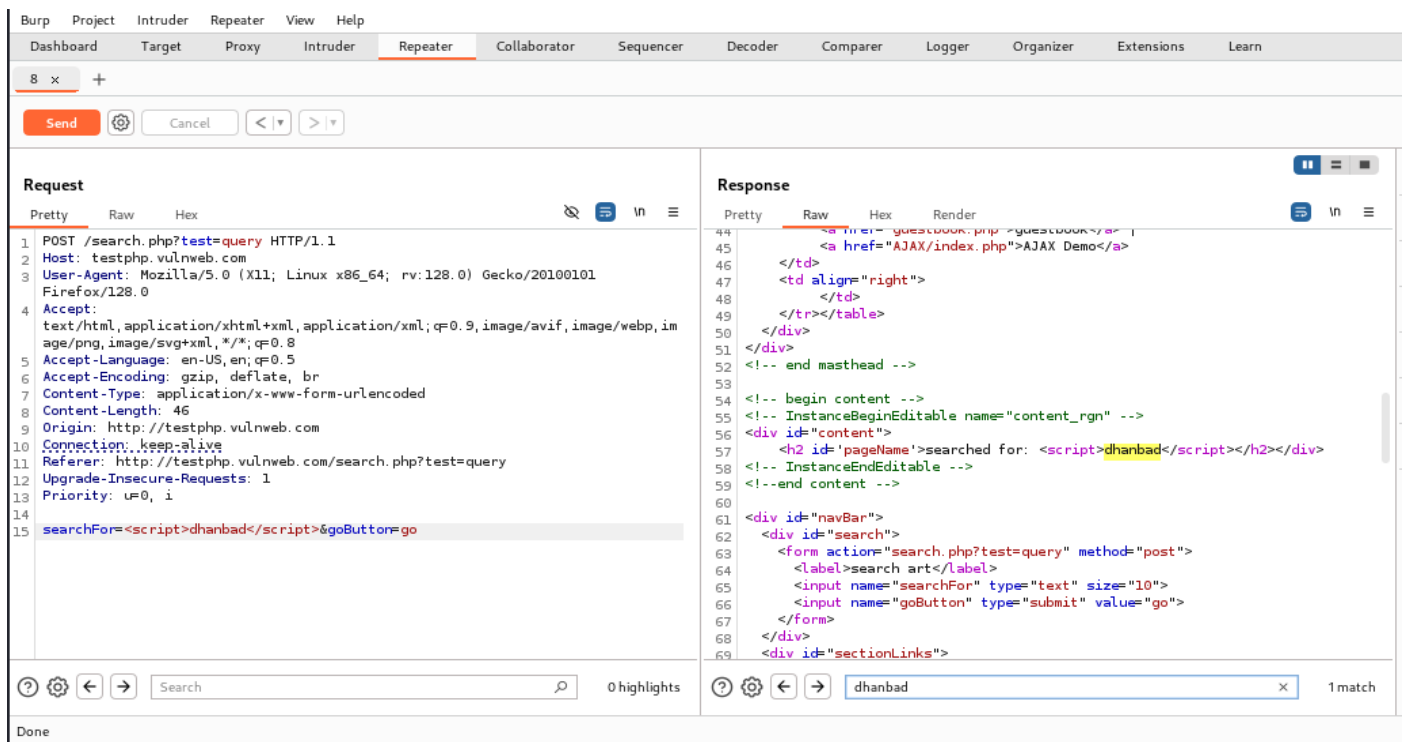 Burp Project Intruder Repeater View Help
Dashboard Target Proxy Intruder Repeater Collaborator Sequencer Decoder Comparer Logger Organizer Extensions Learn
8 × +
Send Cancel < > 
Request
Pretty Raw Hex \n
1 POST /search.php?test=query HTTP/1.1
2 Host: testphp.vulnweb.com
3 User-Agent: Mozilla/5.0 (X11; Linux x86_64; rv:128.0) Gecko/20100101
Firefox/128.0
4 Accept:
text/html,application/xhtml+xml,application/xml;q=0.9,image/avif,image/webp,im
age/png,image/svg+xml,*/*;q=0.8
5 Accept-Language: en-US,en;q=0.5
6 Accept-Encoding: gzip, deflate, br
7 Content-Type: application/x-www-form-urlencoded
8 Content-Length: 46
9 Origin: http://testphp.vulnweb.com
10 Connection: keep-alive
11 Referer: http://testphp.vulnweb.com/search.php?test=query
12 Upgrade-Insecure-Requests: 1
13 Priority: u=0, i
14
15 searchFor=<script>dhanbad</script>&goButton=go
Search 0 highlights
Response
Pretty Raw Hex Render \n
44 <a href="guestbook.php">guestbook</a> |
45 <a href="AJAX/index.php">AJAX Demo</a>
46 </td>
47 <td align="right">
48 </td>
49 </tr></table>
50 </div>
51 </div>
52 <!-- end masthead -->
53
54 <!-- begin content -->
55 <!-- InstanceBeginEditable name="content_rgn" -->
56 <div id="content">
57 <h2 id='pageName'>searched for: <script>dhanbad</script></h2></div>
58 <!-- InstanceEndEditable -->
59 <!--end content -->
60
61 <div id="navBar">
62 <div id="search">
63 <form action="search.php?test=query" method="post">
64 <label>search art</label>
65 <input name="searchFor" type="text" size="10">
66 <input name="goButton" type="submit" value="go">
67 </form>
68 </div>
69 <div id="sectionLinks">
dhanbad × 1 match
Done